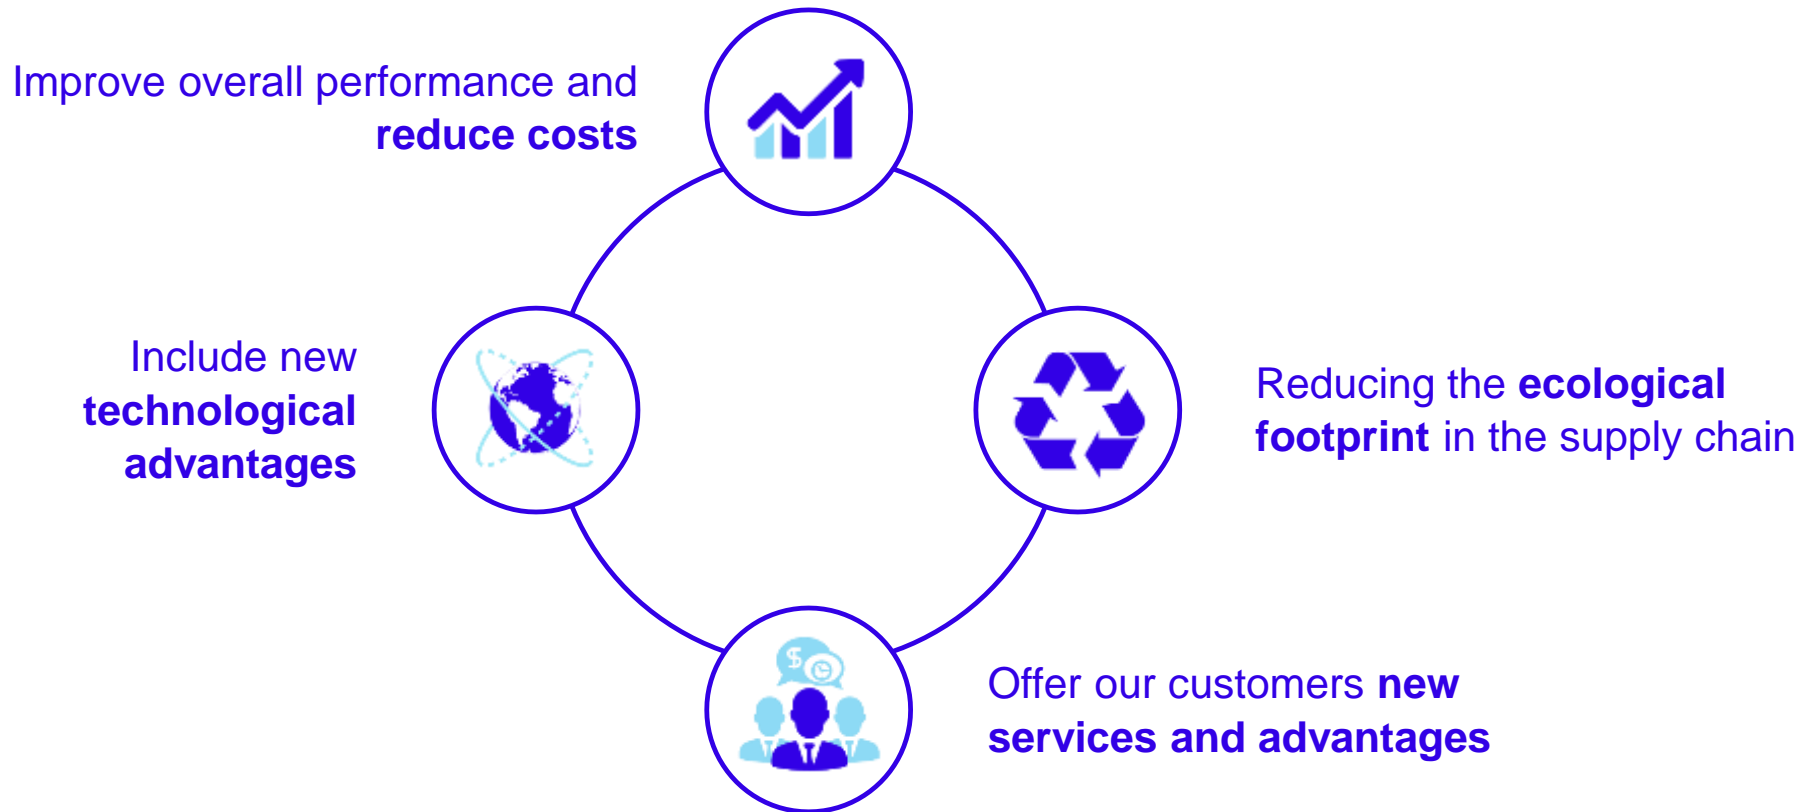 Improve overall performance and
reduce costs
Include new
technological
advantages
Reducing the ecological
footprint in the supply chain
$
Offer our customers new
services and advantages